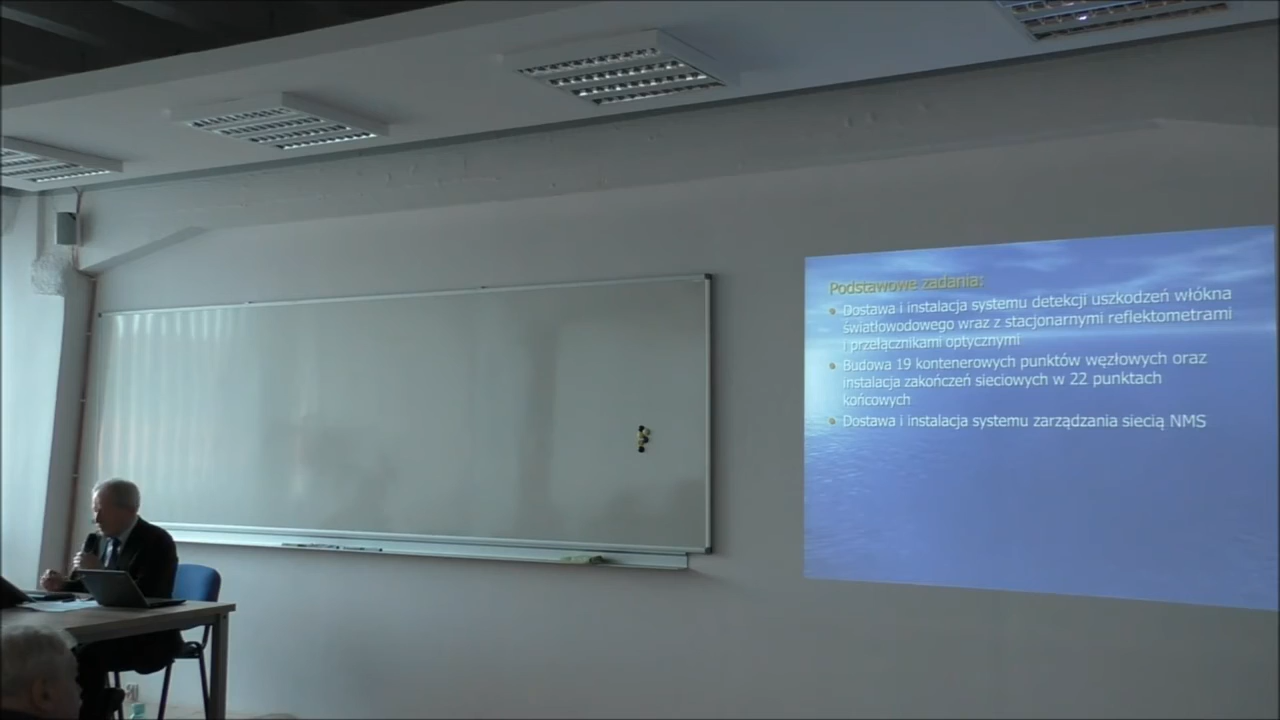 Podstawowe zadania:
Dostawa i instalacja systemu detekcji uszkodzeń włókna
światłowodowego wraz z stacjonarnymi reflektometrami
i przełącznikami optycznymi
Budowa 19 kontenerowych punktów węzłowych oraz
instalacja zakończeń sieciowych w 22 punktach
końcowych
Dostawa i instalacja systemu zarządzania siecią NMS